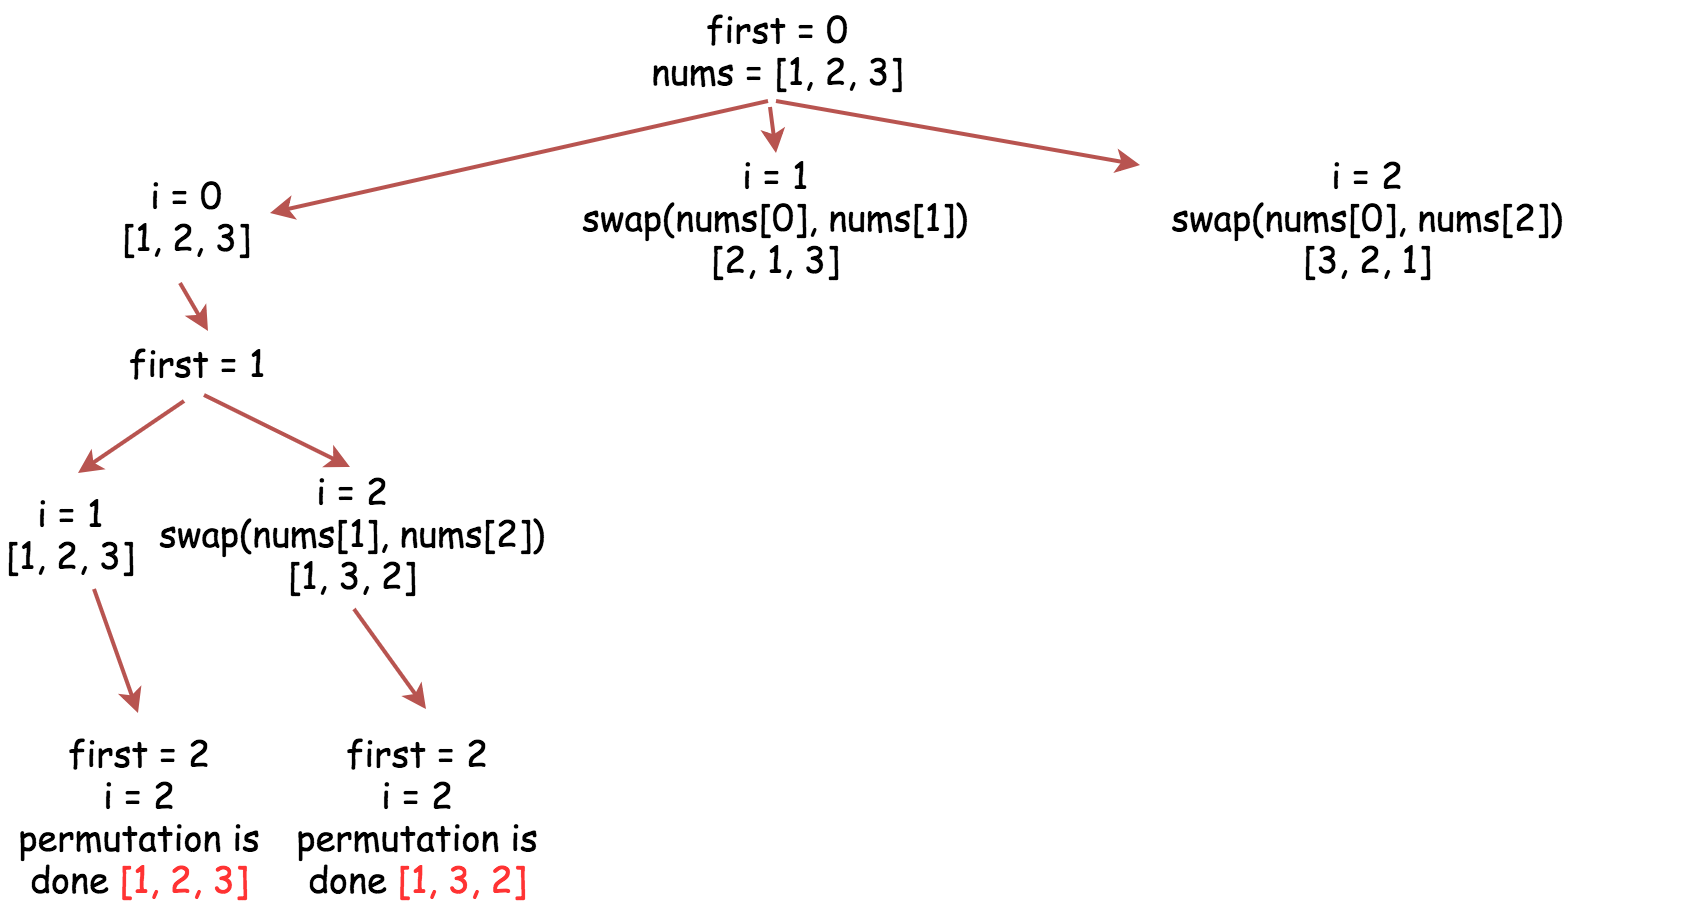 first = 0
nums = [1, 2, 3]
i = 0
[1, 2, 3]
i = 1
swap(nums[0], nums[1])
[2, 1, 3]
i = 2
swap(nums[0], nums[2])
[3, 2, 1]
first = 1
i = 1
[1, 2, 3]
i = 2
swap(nums[1], nums[2])
[1, 3, 2]
first = 2
i = 2
permutation is
done [1, 2, 3]
first = 2
i = 2
permutation is
done [1, 3, 2]